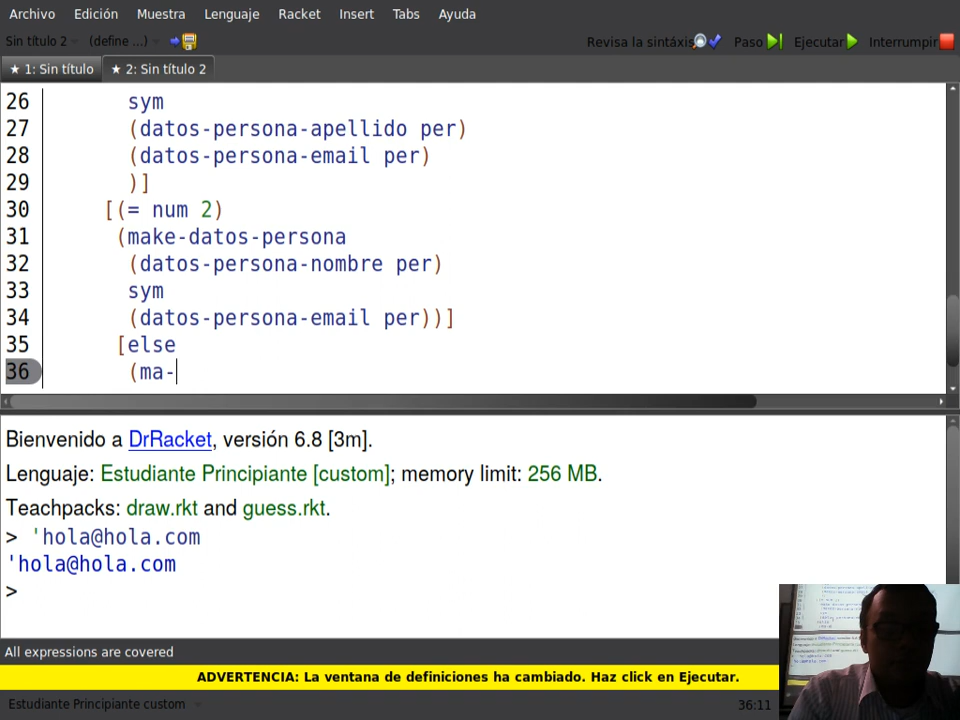 Archivo Edición Muestra Lenguaje Racket Insert Tabs Ayuda
Sin título 2 (define ...) Revisa la sintáxis Paso Ejecutar Interrumpir
★ 1: Sin título ★ 2: Sin título 2
26 sym
27 (datos-persona-apellido per)
28 (datos-persona-email per)
29 )]
30 [(= num 2)
31 (make-datos-persona
32 (datos-persona-nombre per)
33 sym
34 (datos-persona-email per))]
35 [else
36 (ma-
Bienvenido a DrRacket, versión 6.8 [3m].
Lenguaje: Estudiante Principiante [custom]; memory limit: 256 MB.
Teachpacks: draw.rkt and guess.rkt.
> 'hola@hola.com
'hola@hola.com
>
All expressions are covered
ADVERTENCIA: La ventana de definiciones ha cambiado. Haz click en Ejecutar.
Estudiante Principiante custom 36:11